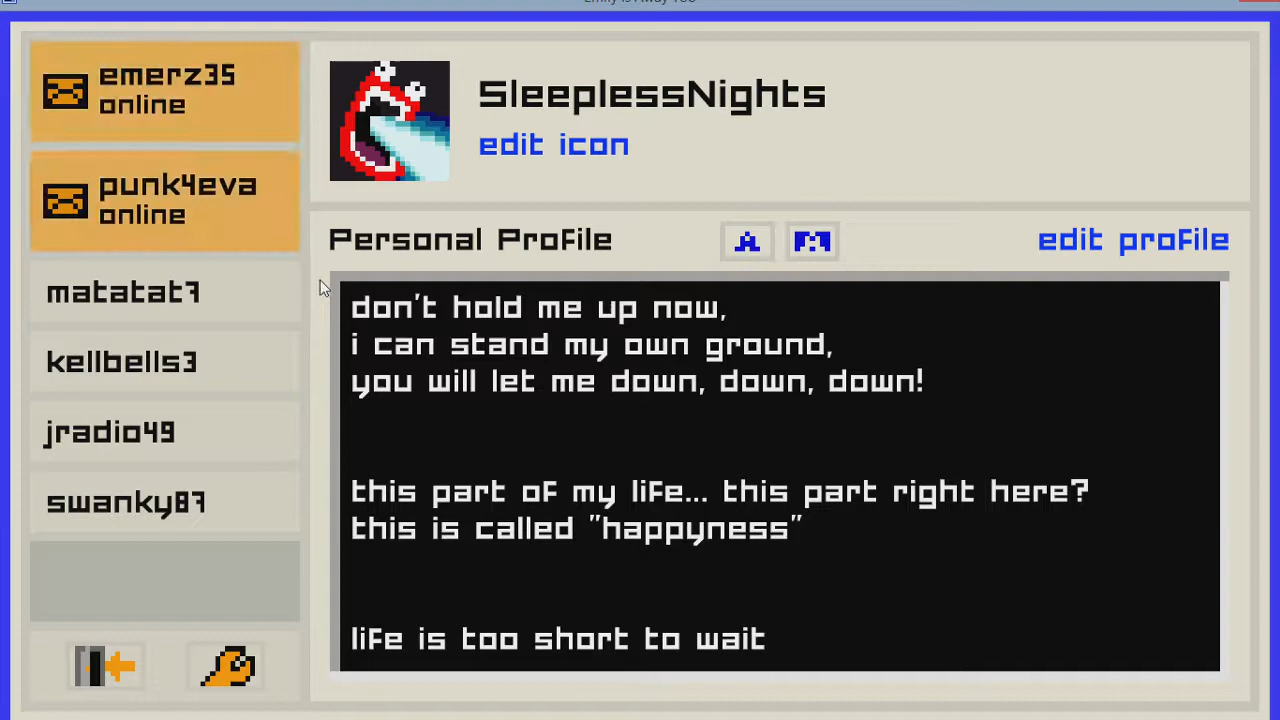 emerz35
online
punk4eva
online
matatat7
kellbells3
jradio49
swanky87
SleeplessNights
edit icon
Personal Profile
edit profile
don't hold me up now,
i can stand my own ground,
you will let me down, down, down!
this part of my life... this part right here?
this is called "happyness"
life is too short to wait